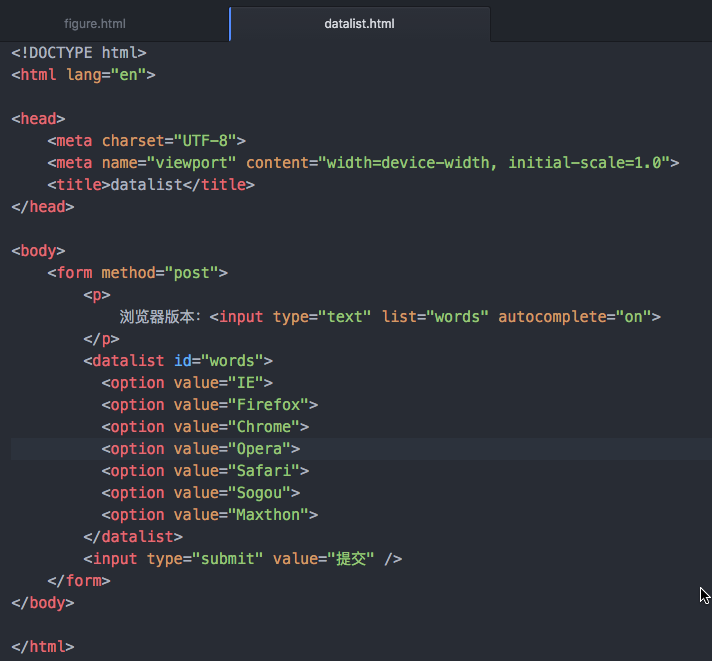 figure.html
datalist.html
<!DOCTYPE html>
<html lang="en">
<head>
<meta charset="UTF-8">
<meta name="viewport" content="width=device-width, initial-scale=1.0">
<title>datalist</title>
</head>
<body>
<form method="post">
<p>
浏览器版本：<input type="text" list="words" autocomplete="on">
</p>
<datalist id="words">
<option value="IE">
<option value="Firefox">
<option value="Chrome">
<option value="Opera">
<option value="Safari">
<option value="Sogou">
<option value="Maxthon">
</datalist>
<input type="submit" value="提交" />
</form>
</body>
</html>